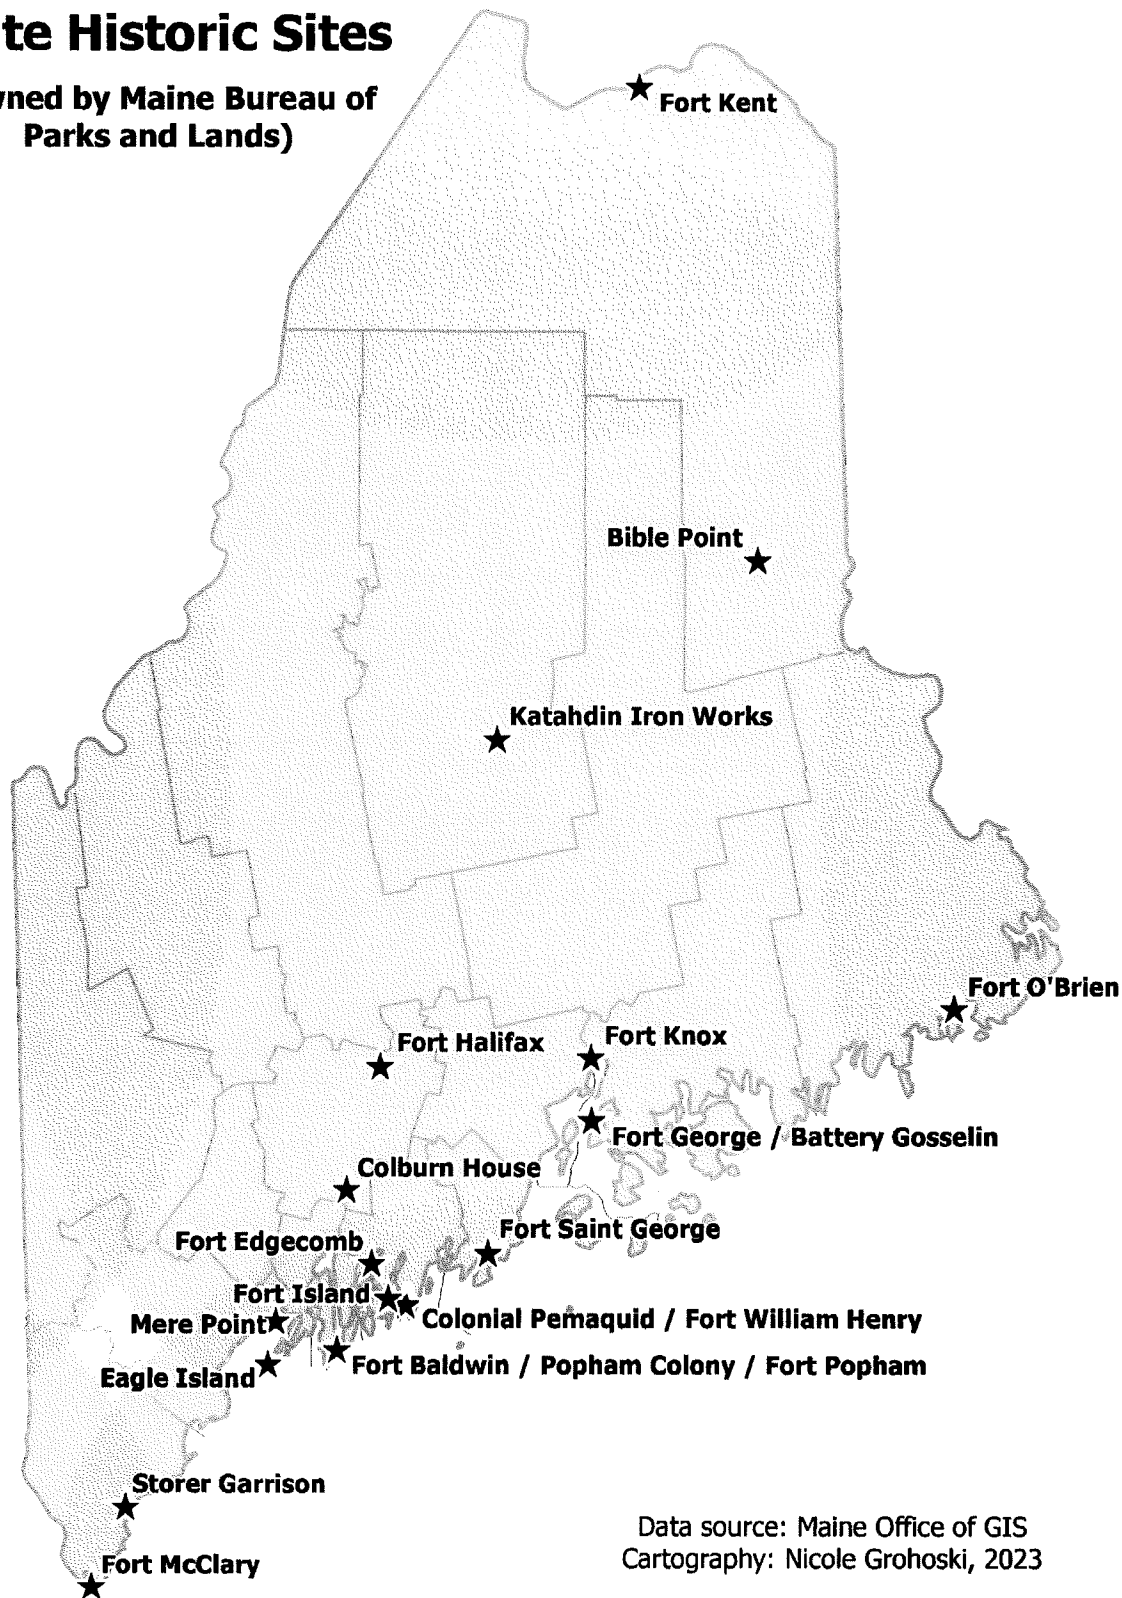 te Historic Sites
ned by Maine Bureau of
Parks and Lands)
Fort Kent
Bible Point
Katahdin Iron Works
Fort O'Brien
Fort Halifax
Fort Knox
Fort George / Battery Gosselin
Colburn House
Fort Saint George
Fort Edgecomb
Fort Island
Mere Point
Colonial Pemaquid / Fort William Henry
Fort Baldwin / Popham Colony / Fort Popham
Eagle Island
Storer Garrison
Fort McClary
Data source: Maine Office of GIS
Cartography: Nicole Grohoski, 2023